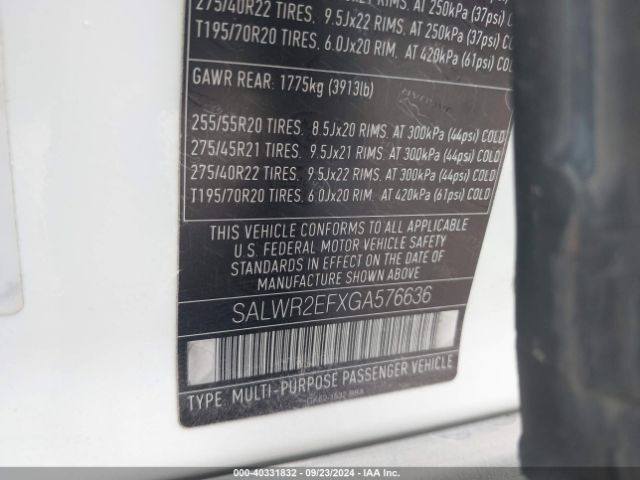 275/40R22 TIRES. 9.5Jx22 RIMS. AT 250kPa (37psi) COLD
T195/70R20 TIRES. 6.0Jx20 RIM. AT 420kPa (61psi) COLD
GAWR REAR: 1775kg (3913lb)
255/55R20 TIRES. 8.5Jx20 RIMS. AT 300kPa (44psi) COLD
275/45R21 TIRES. 9.5Jx21 RIMS. AT 300kPa (44psi) COLD
275/40R22 TIRES. 9.5Jx22 RIMS. AT 300kPa (44psi) COLD
T195/70R20 TIRES. 6.0Jx20 RIM. AT 420kPa (61psi) COLD
THIS VEHICLE CONFORMS TO ALL APPLICABLE
U.S. FEDERAL MOTOR VEHICLE SAFETY
STANDARDS IN EFFECT ON THE DATE OF
MANUFACTURE SHOWN ABOVE
SALWR2EFXGA576636
TYPE: MULTI-PURPOSE PASSENGER VEHICLE
000-40331832 - 09/23/2024 - IAA Inc.